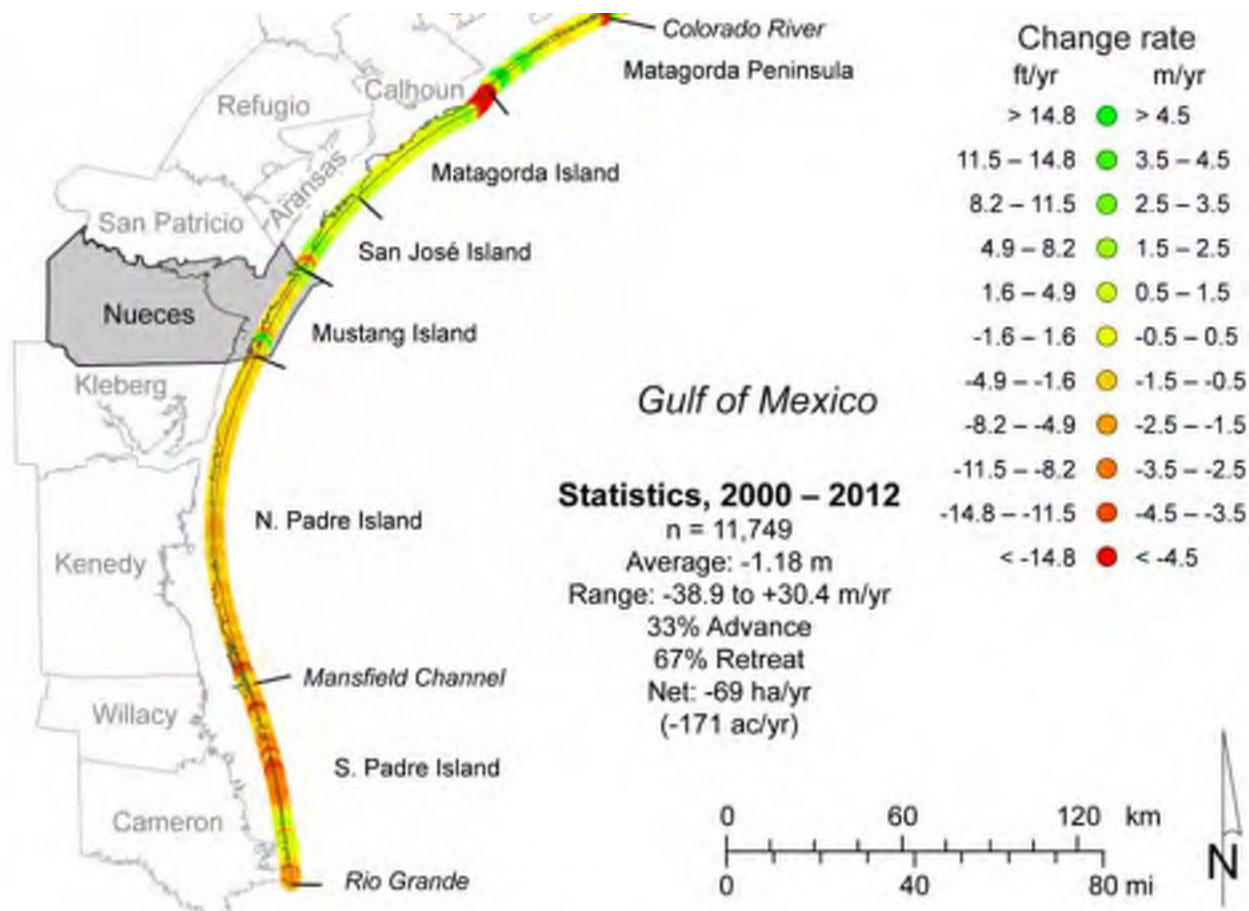 Colorado River
Matagorda Peninsula
Calhoun
Refugio
Aransas
Matagorda Island
San Patricio
San José Island
Nueces
Mustang Island
Kleberg
N. Padre Island
Kenedy
Mansfield Channel
Willacy
S. Padre Island
Cameron
Rio Grande
Gulf of Mexico
Statistics, 2000 – 2012
n = 11,749
Average: -1.18 m
Range: -38.9 to +30.4 m/yr
33% Advance
67% Retreat
Net: -69 ha/yr
(-171 ac/yr)
Change rate
ft/yr m/yr
> 14.8 > 4.5
11.5 – 14.8 3.5 – 4.5
8.2 – 11.5 2.5 – 3.5
4.9 – 8.2 1.5 – 2.5
1.6 – 4.9 0.5 – 1.5
-1.6 – 1.6 -0.5 – 0.5
-4.9 – -1.6 -1.5 – -0.5
-8.2 – -4.9 -2.5 – -1.5
-11.5 – -8.2 -3.5 – -2.5
-14.8 – -11.5 -4.5 – -3.5
< -14.8 < -4.5
0 60 120 km
0 40 80 mi
N